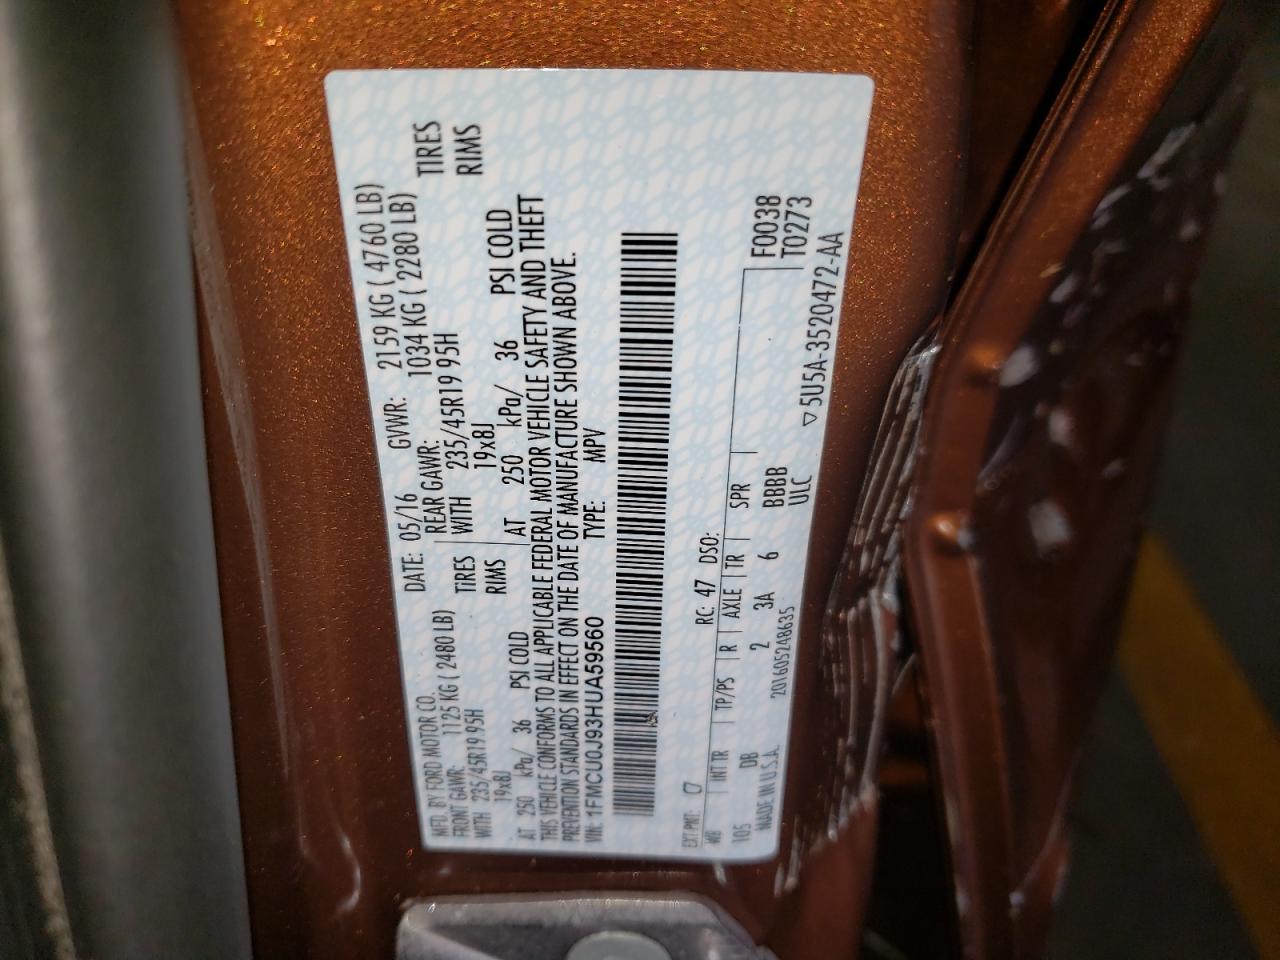 MFD. BY FORD MOTOR CO.
DATE: 05/16 GVWR: 2159 KG ( 4760 LB)
FRONT GAWR: 1125 KG ( 2480 LB) REAR GAWR: 1034 KG ( 2280 LB)
WITH 235/45R19 95H TIRES WITH 235/45R19 95H TIRES
19x8J RIMS 19x8J RIMS
AT 250 kPa/ 36 PSI COLD AT 250 kPa/ 36 PSI COLD
THIS VEHICLE CONFORMS TO ALL APPLICABLE FEDERAL MOTOR VEHICLE SAFETY AND THEFT
PREVENTION STANDARDS IN EFFECT ON THE DATE OF MANUFACTURE SHOWN ABOVE.
VIN: 1FMCU0J93HUA59560 TYPE: MPV
EXT PNT: CJ RC: 47 DSO:
WB INT TR TP/PS R AXLE TR SPR F0038
105 DB 2 3A 6 BBBB T0273
MADE IN U.S.A. 201605248635 ULC
▽5U5A-3520472-AA